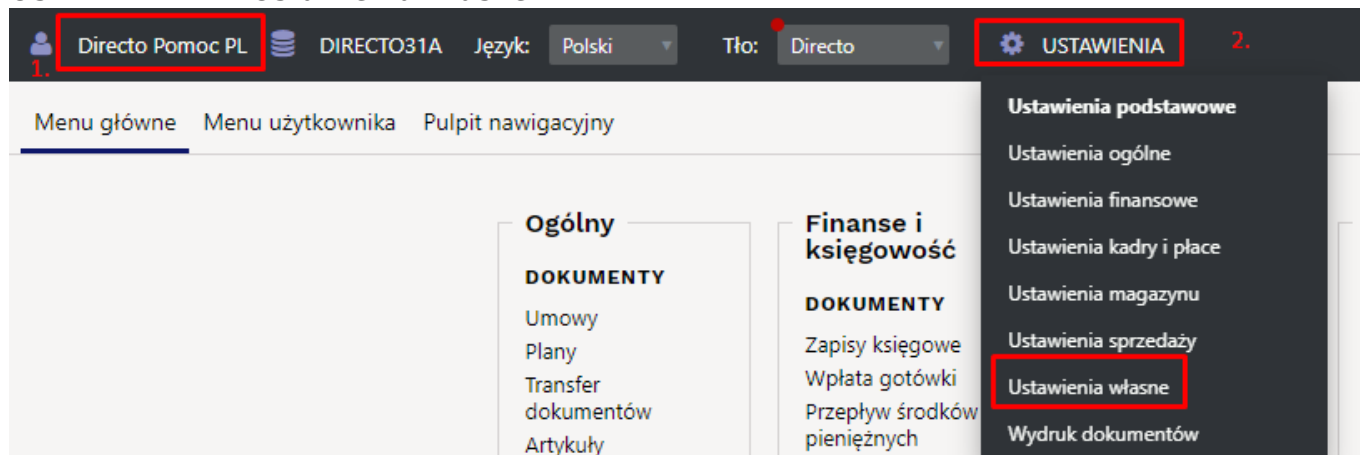 Directo Pomoc PL DIRECTO31A Język: Polski Tło: Directo USTAWIENIA 2.
1.
Menu główne Menu użytkownika Pulpit nawigacyjny
Ogólny
DOKUMENTY
Umowy
Plany
Transfer
dokumentów
Artykuły
Finanse i
księgowość
DOKUMENTY
Zapisy księgowe
Wpłata gotówki
Przepływ środków
pieniężnych
Ustawienia podstawowe
Ustawienia ogólne
Ustawienia finansowe
Ustawienia kadry i płace
Ustawienia magazynu
Ustawienia sprzedaży
Ustawienia własne
Wydruk dokumentów